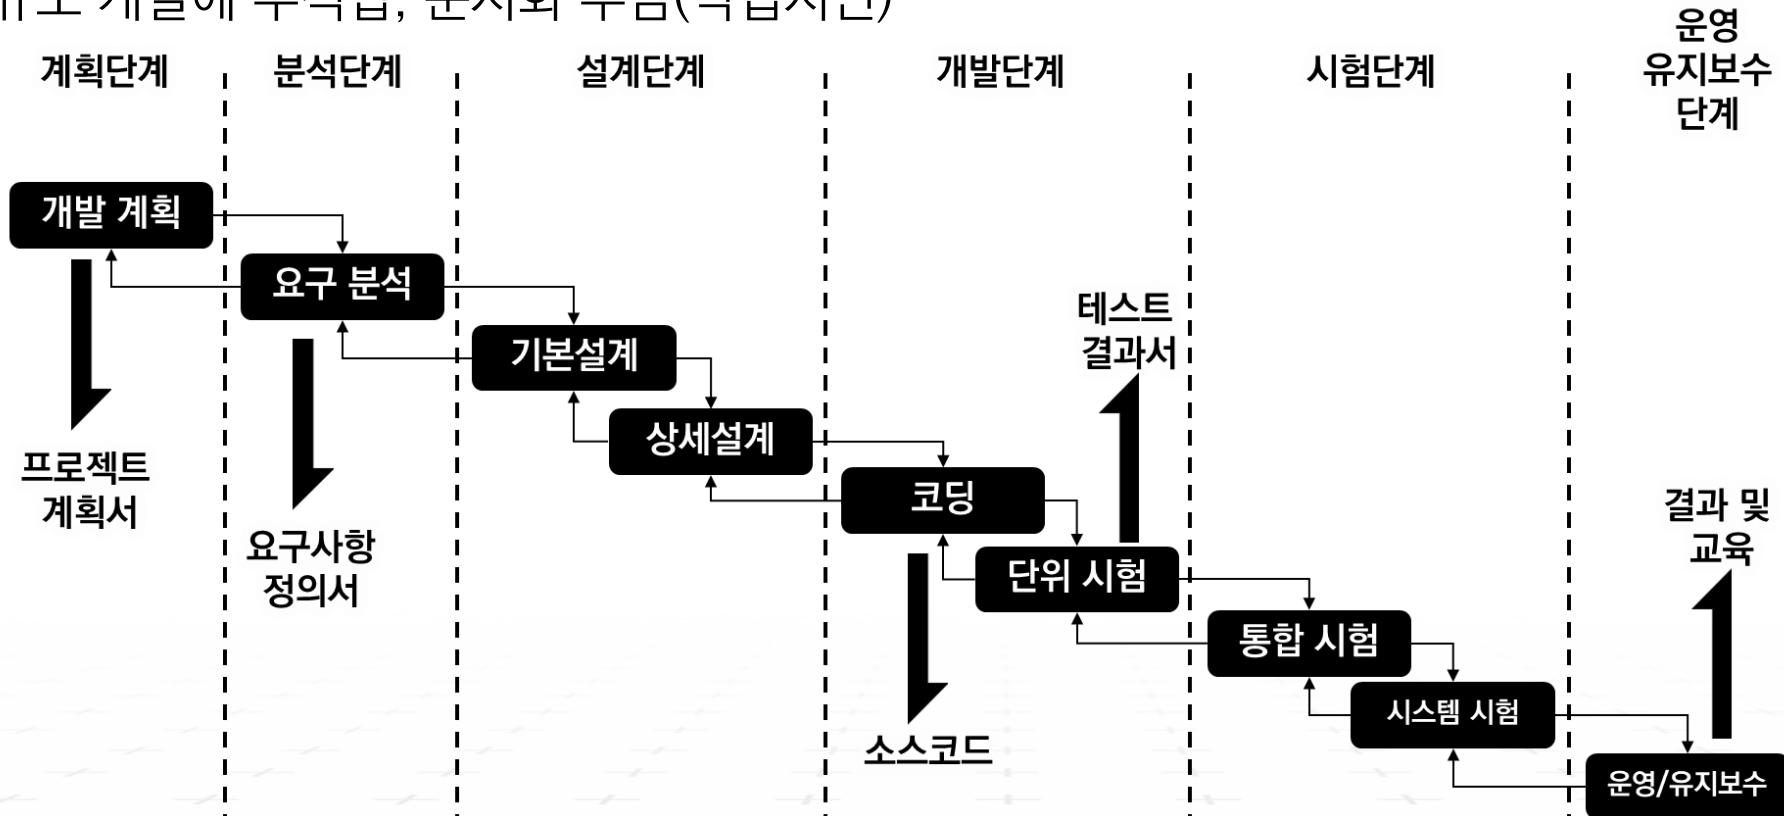 개발에
계획단계
분석단계
설계단계
개발단계
시험단계
운영
유지보수
단계
개발 계획
요구 분석
기본설계
상세설계
코딩
단위 시험
통합 시험
시스템 시험
운영/유지보수
프로젝트
계획서
요구사항
정의서
소스코드
테스트
결과서
결과 및
교육